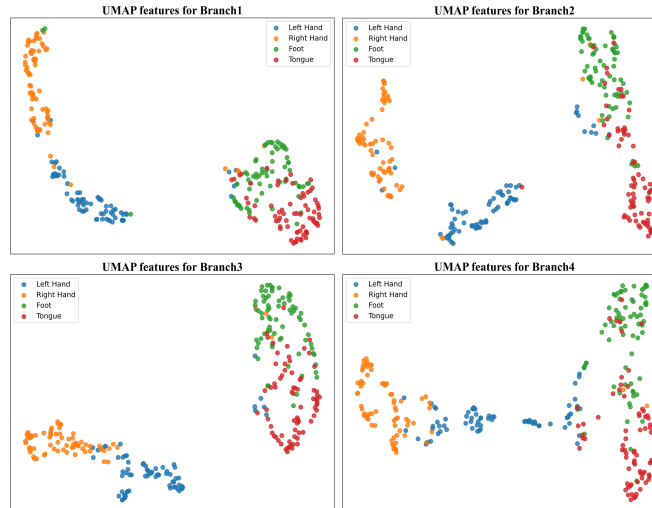 UMAP features for Branch1
Left Hand
Right Hand
Foot
Tongue
UMAP features for Branch2
Left Hand
Right Hand
Foot
Tongue
UMAP features for Branch3
Left Hand
Right Hand
Foot
Tongue
UMAP features for Branch4
Left Hand
Right Hand
Foot
Tongue